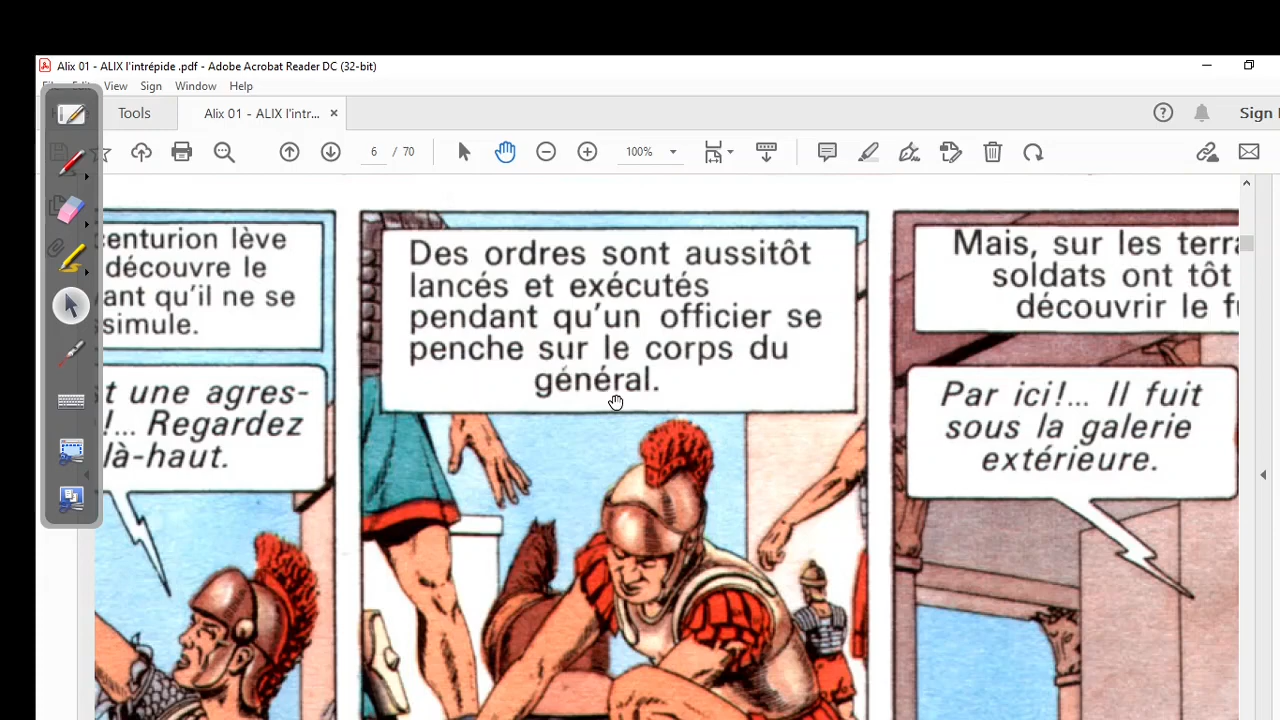 Alix 01 - ALIX l'intrépide .pdf - Adobe Acrobat Reader DC (32-bit)
View Sign Window Help
Tools
Alix 01 - ALIX l'intr... ×
Sign
6 / 70
100%
centurion lève
découvre le
ant qu'il ne se
ssimule.
st une agres-
!... Regardez
là-haut.
Des ordres sont aussitôt
lancés et exécutés
pendant qu'un officier se
penche sur le corps du
général.
Mais, sur les terra
soldats ont tôt
découvrir le fu
Par ici!... Il fuit
sous la galerie
extérieure.